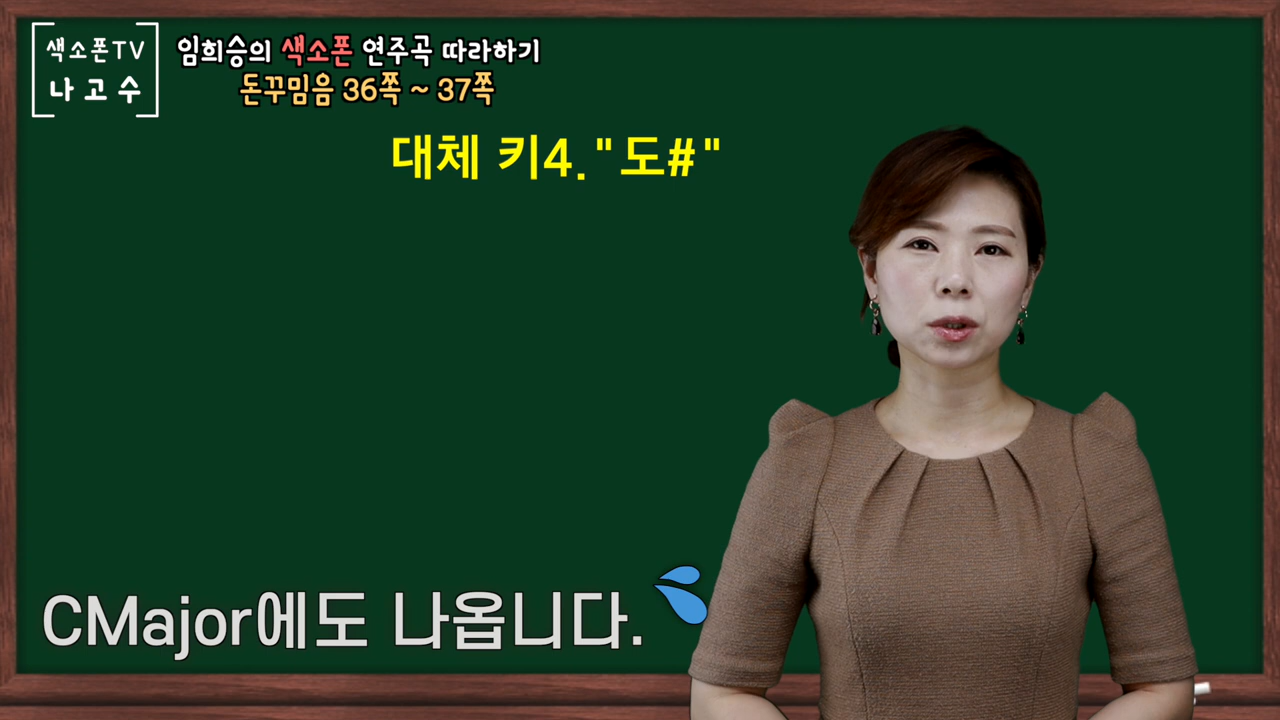 색소폰TV
나고수
임희승의 색소폰 연주곡 따라하기
돈꾸밈음 36쪽 ~ 37쪽
대체 키4. "도#"
CMajor에도 나옵니다.